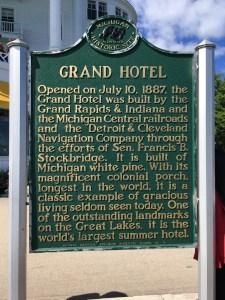 MICHIGAN
HISTORIC SITE
GRAND HOTEL
Opened on July 10, 1887, the
Grand Hotel was built by the
Grand Rapids & Indiana and
the Michigan Central railroads
and the Detroit & Cleveland
Navigation Company through
the efforts of Sen. Francis B.
Stockbridge. It is built of
Michigan white pine. With its
magnificent colonial porch,
longest in the world, it is a
classic example of gracious
living seldom seen today. One
of the outstanding landmarks
on the Great Lakes, it is the
world's largest summer hotel.